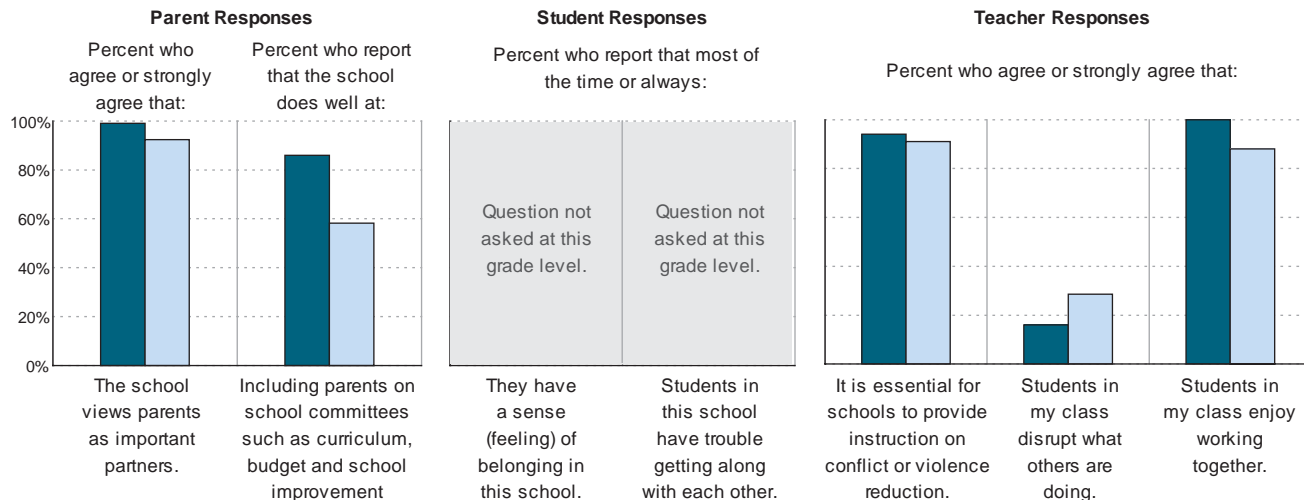 Parent Responses
Student Responses
Teacher Responses
Percent who
agree or strongly
agree that:
Percent who report
that the school
does well at:
Percent who report that most of
the time or always:
Percent who agree or strongly agree that:
100%
80%
60%
40%
20%
0%
Question not
asked at this
grade level.
Question not
asked at this
grade level.
The school
views parents
as important
partners.
Including parents on
school committees
such as curriculum,
budget and school
improvement
They have
a sense
(feeling) of
belonging in
this school.
Students in
this school
have trouble
getting along
with each other.
It is essential for
schools to provide
instruction on
conflict or violence
reduction.
Students in
my class
disrupt what
others are
doing.
Students in
my class enjoy
working
together.